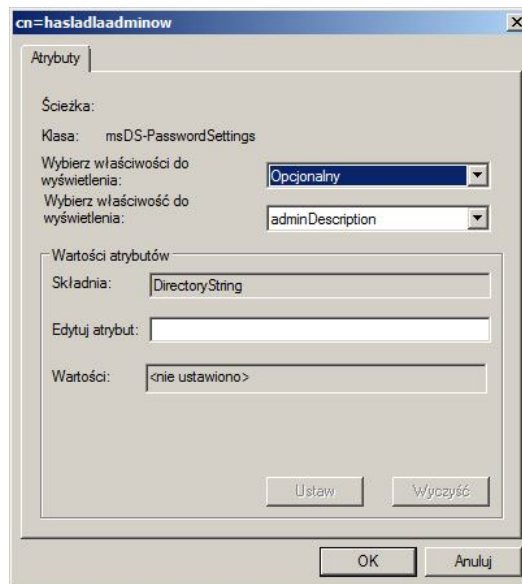 cn=hasladlaadminow
Atrybuty
Ścieżka:
Klasa: msDS-PasswordSettings
Wybierz właściwości do
wyświetlenia:
Opcjonalny
Wybierz właściwość do
wyświetlenia:
adminDescription
Wartości atrybutów
Składnia: DirectoryString
Edytuj atrybut:
Wartości: <nie ustawiono>
Ustaw Wyczyść
OK Anuluj